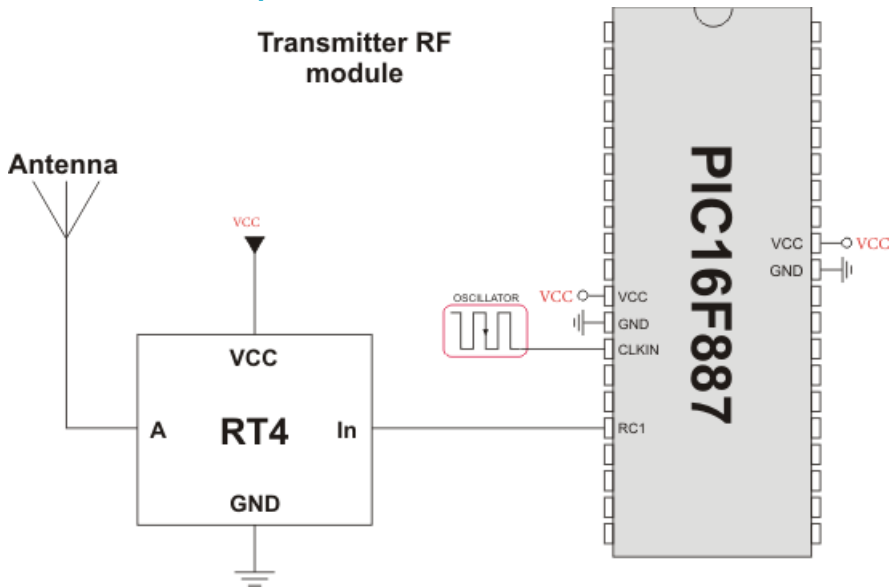 Transmitter RF
module
Antenna
VCC
VCC
A
RT4
In
GND
OSCILLATOR
VCC
VCC
GND
CLKIN
RC1
PIC16F887
VCC
VCC
GND